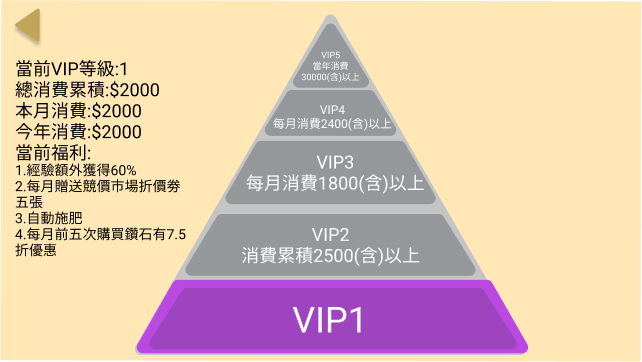 當前VIP等級:1
總消費累積:$2000
本月消費:$2000
今年消費:$2000
當前福利:
1.經驗額外獲得60%
2.每月贈送競價市場折價劵
五張
3.自動施肥
4.每月前五次購買鑽石有7.5
折優惠
VIP5
當年消費
30000(含)以上
VIP4
每月消費2400(含)以上
VIP3
每月消費1800(含)以上
VIP2
消費累積2500(含)以上
VIP1